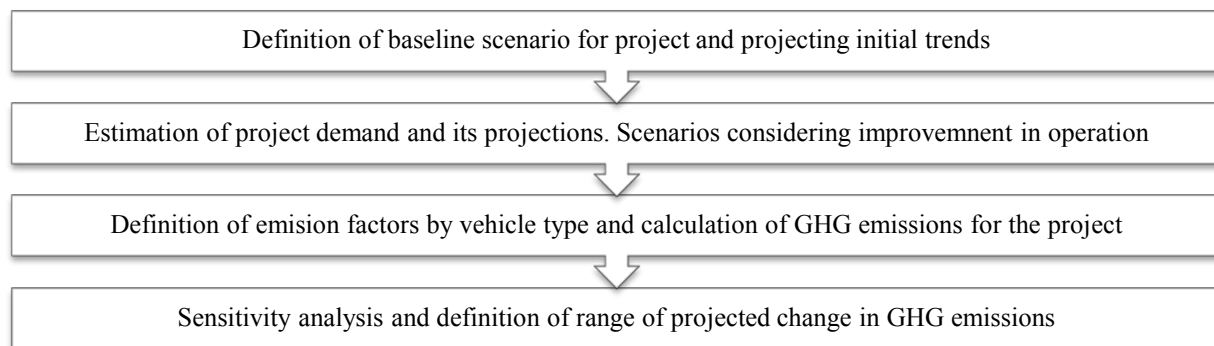 Definition of baseline scenario for project and projecting initial trends
Estimation of project demand and its projections. Scenarios considering improvemnent in operation
Definition of emision factors by vehicle type and calculation of GHG emissions for the project
Sensitivity analysis and definition of range of projected change in GHG emissions